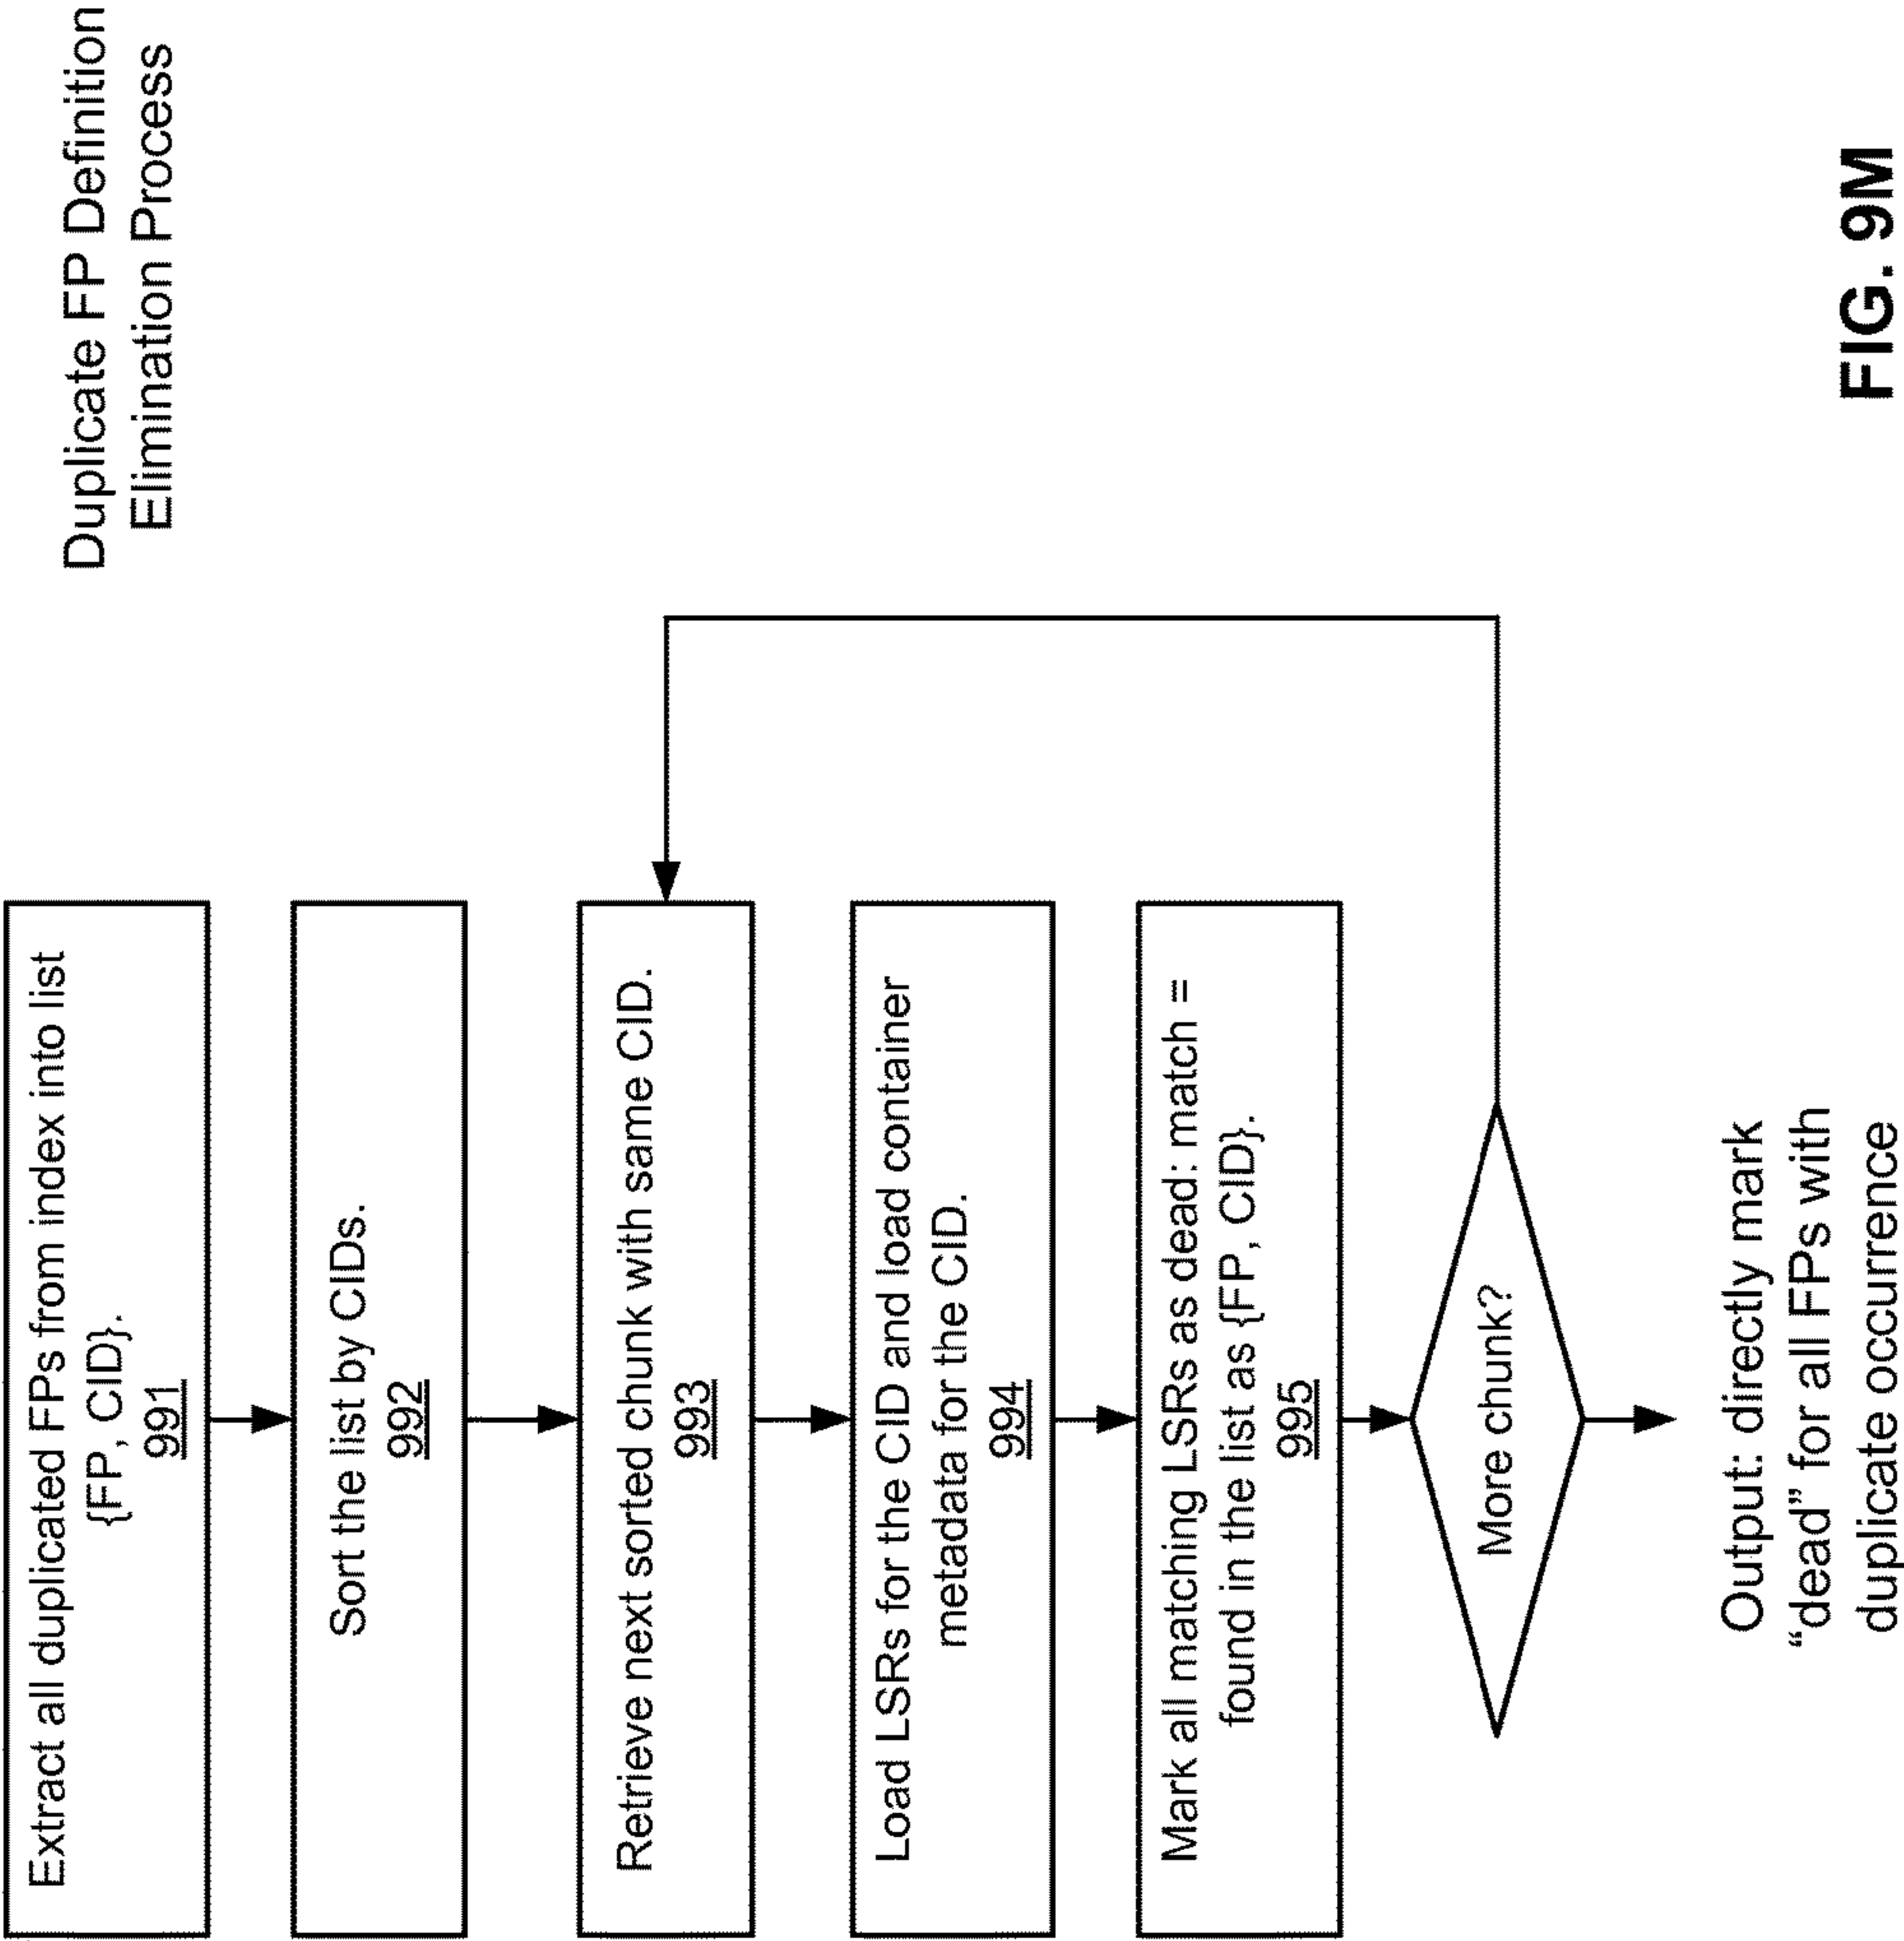 Duplicate FP Definition
Elimination Process
Extract all duplicated FPs from index into list
{FP, CID}.
991
Sort the list by CIDs.
992
Retrieve next sorted chunk with same CID.
993
Load LSRs for the CID and load container
metadata for the CID.
994
Mark all matching LSRs as dead: match =
found in the list as {FP, CID}.
995
More chunk?
Output: directly mark
“dead” for all FPs with
duplicate occurrence
FIG. 9M